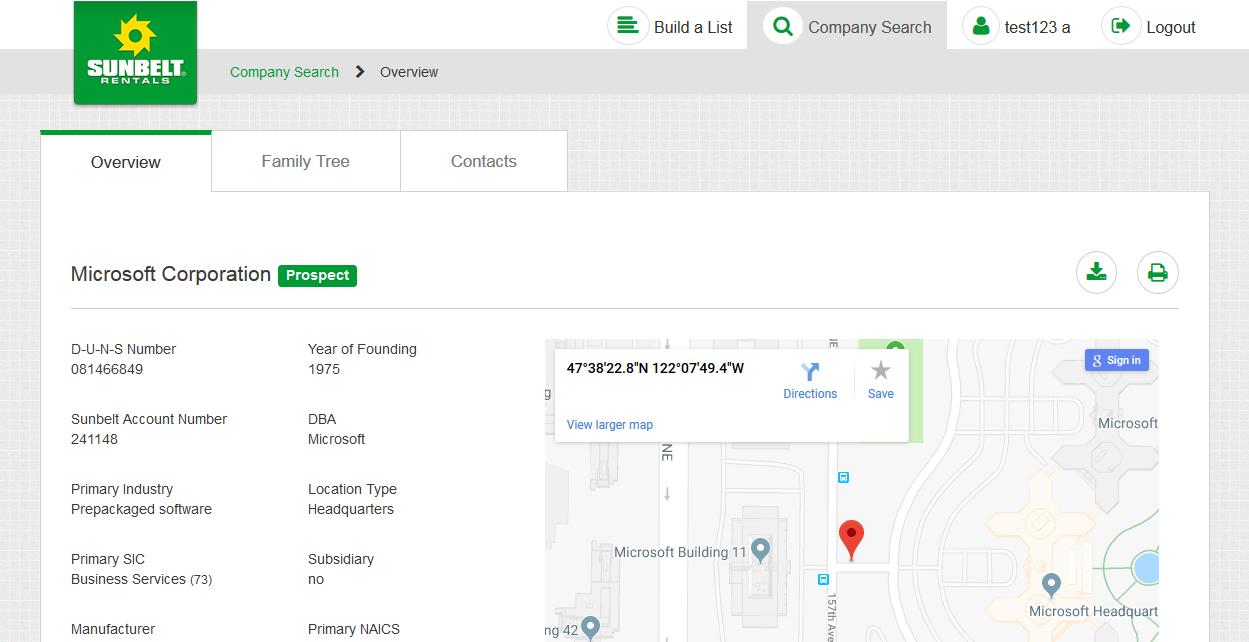 Build a List
Company Search
test123 a
Logout
SUNBELT®
RENTALS
Company Search
Overview
Overview
Family Tree
Contacts
Microsoft Corporation
Prospect
D-U-N-S Number
081466849
Year of Founding
1975
Sunbelt Account Number
241148
DBA
Microsoft
Primary Industry
Prepackaged software
Location Type
Headquarters
Primary SIC
Business Services (73)
Subsidiary
no
Manufacturer
Primary NAICS
47°38'22.8"N 122°07'49.4"W
Directions
Save
View larger map
Sign in
NE
NE
g
Microsoft
Microsoft Building 11
Microsoft Headquart
157th Ave
ng 42